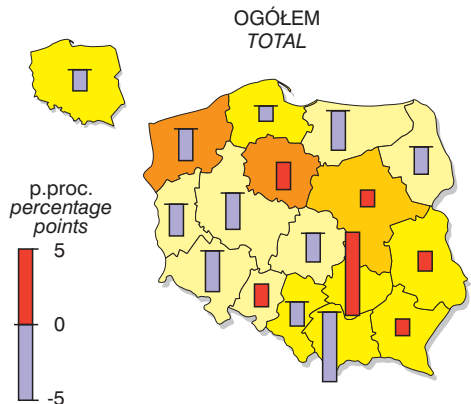 OGÓŁEM
TOTAL
p.proc.
percentage
points
5
0
-5